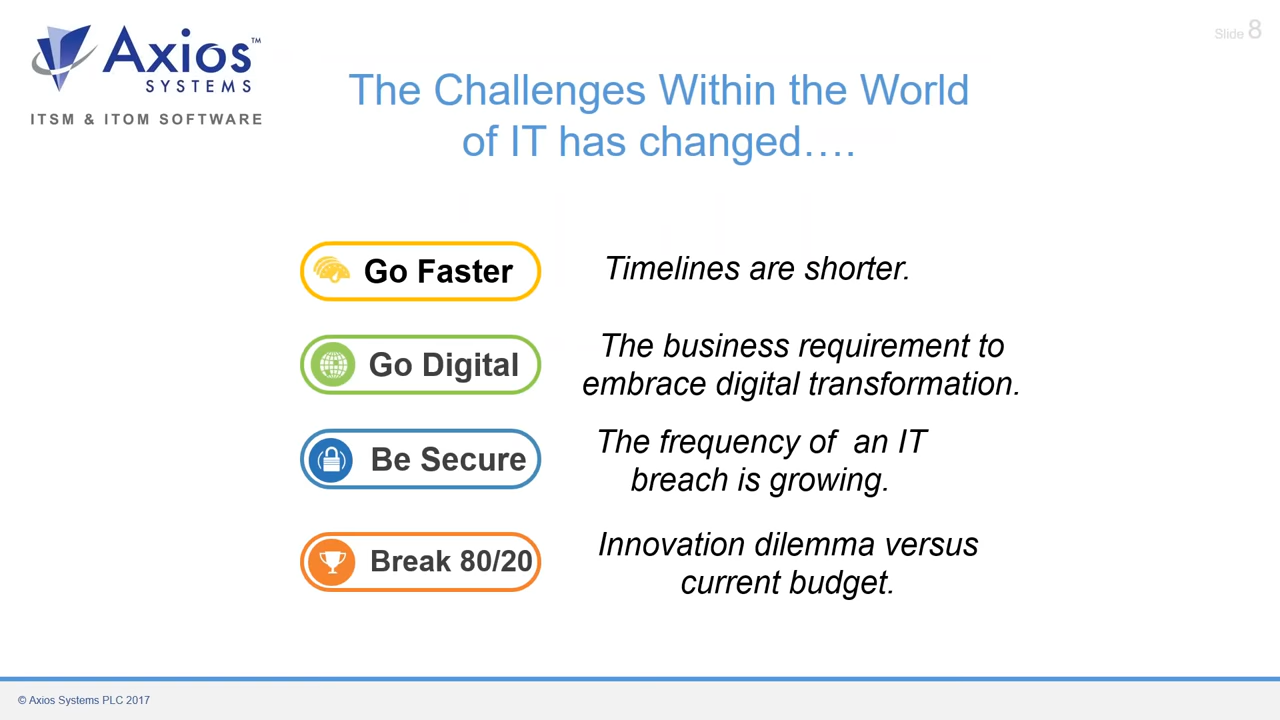 Slide 8
Axios™
SYSTEMS
ITSM & ITOM SOFTWARE
The Challenges Within the World
of IT has changed….
Go Faster
Timelines are shorter.
Go Digital
The business requirement to
embrace digital transformation.
Be Secure
The frequency of  an IT
breach is growing.
Break 80/20
Innovation dilemma versus
current budget.
© Axios Systems PLC 2017